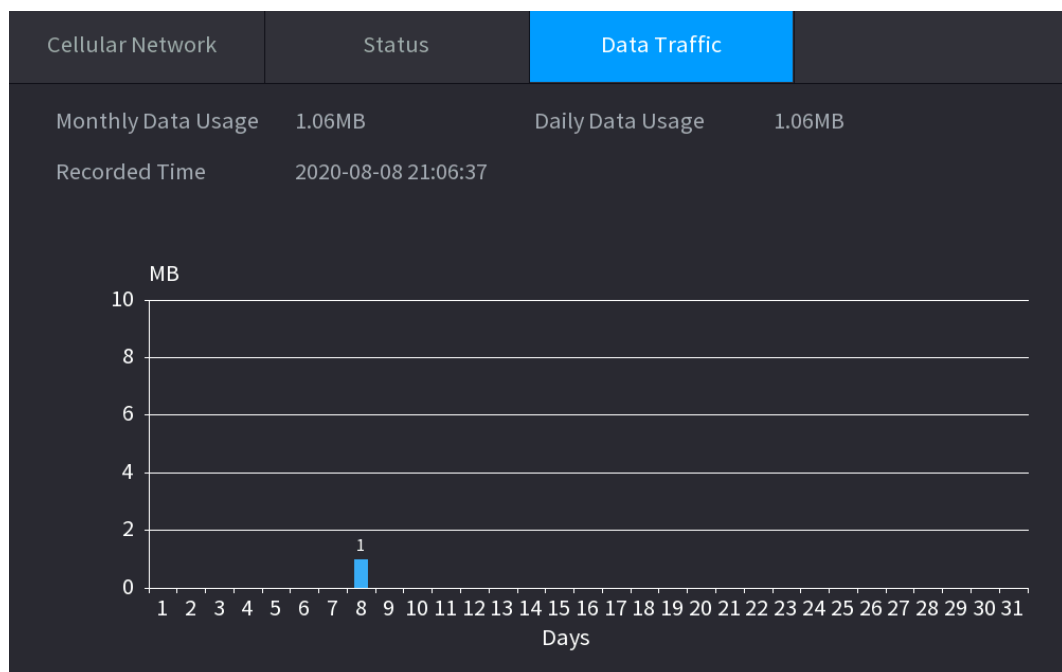 Cellular Network Status Data Traffic
Monthly Data Usage 1.06MB Daily Data Usage 1.06MB
Recorded Time 2020-08-08 21:06:37
MB
10
8
6
4
2
1
0
1 2 3 4 5 6 7 8 9 10 11 12 13 14 15 16 17 18 19 20 21 22 23 24 25 26 27 28 29 30 31
Days